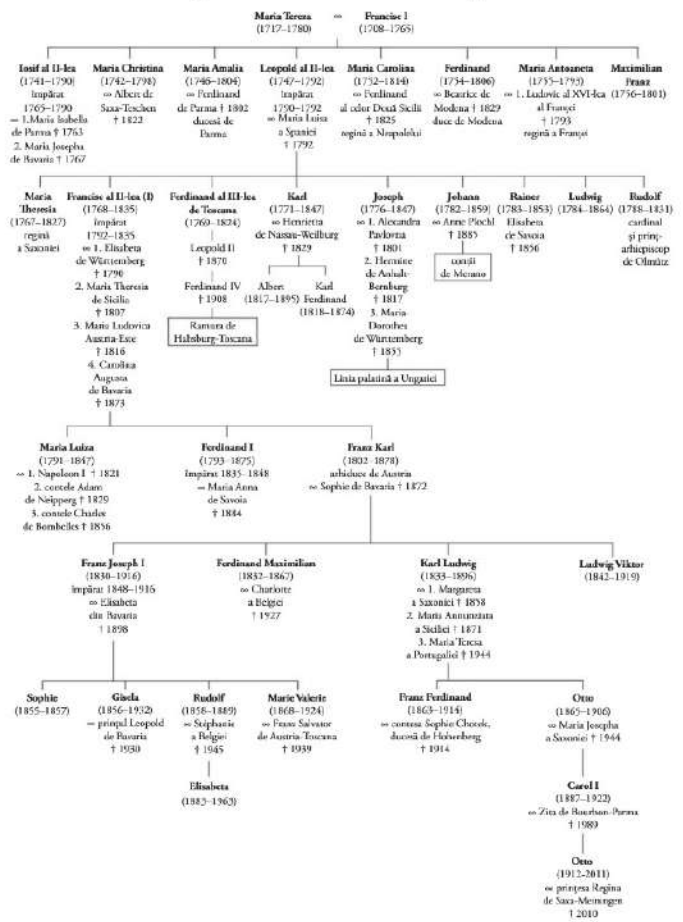 Maria Tereza ∞ Francisc I
(1717–1780) (1708–1765)
Iosif al II-lea
(1741–1790)
împărat
1765–1790
∞ 1. Maria Isabella
de Parma † 1763
2. Maria Josepha
de Bavaria † 1767
Maria Christina
(1742–1798)
∞ Albert de
Saxa-Teschen
† 1822
Maria Amalia
(1746–1804)
∞ Ferdinand
de Parma † 1802
ducesă de
Parma
Leopold al II-lea
(1747–1792)
împărat
1790–1792
∞ Maria Luisa
a Spaniei
† 1792
Maria Carolina
(1752–1814)
∞ Ferdinand
al celor Două Sicilii
† 1825
regină a Neapolelui
Ferdinand
(1754–1806)
∞ Beatrice de
Modena † 1829
duce de Modena
Maria Antoaneta
(1755–1793)
∞ 1. Ludovic al XVI-lea
al Franței
† 1793
regină a Franței
Maximilian
Franz
(1756–1801)
Maria
Theresia
(1767–1827)
regină
a Saxoniei
Francisc al II-lea (I)
(1768–1835)
împărat
1792–1835
∞ 1. Elisabeta
de Württemberg
† 1790
2. Maria Theresia
de Sicilia
† 1807
3. Maria Ludovica
Austria-Este
† 1816
4. Carolina
Augusta
de Bavaria
† 1873
Ferdinand al III-lea
de Toscana
(1769–1824)
Leopold II
† 1870
Ferdinand IV
† 1908
Ramura de
Habsburg-Toscana
Karl
(1771–1847)
∞ Henrietta
de Nassau-Weilburg
† 1829
Albert
(1817–1895)
Karl
Ferdinand
(1818–1874)
Joseph
(1776–1847)
∞ 1. Alexandra
Pavlovna
† 1801
2. Hermine
de Anhalt-
Bernburg
† 1817
3. Maria
Dorothea
de Württemberg
† 1855
Linia palatină a Ungariei
Johann
(1782–1859)
∞ Anne Plochl
† 1885
conții
de Merano
Rainer
(1783–1853)
Elisabeta
de Savoia
† 1856
Ludwig
(1784–1864)
Rudolf
(1788–1831)
cardinal
și prinț-
arhiepiscop
de Olmütz
Maria Luiza
(1791–1847)
∞ 1. Napoleon I † 1821
2. contele Adam
de Neipperg † 1829
3. contele Charles
de Bombelles † 1856
Ferdinand I
(1793–1875)
împărat 1835–1848
∞ Maria Anna
de Savoia
† 1884
Franz Karl
(1802–1878)
arhiduce de Austria
∞ Sophie de Bavaria † 1872
Franz Joseph I
(1830–1916)
împărat 1848–1916
∞ Elisabeta
din Bavaria
† 1898
Ferdinand Maximilian
(1832–1867)
∞ Charlotte
a Belgiei
† 1927
Karl Ludwig
(1833–1896)
∞ 1. Margareta
a Saxoniei † 1858
2. Maria Annunziata
a Siciliei † 1871
3. Maria Teresa
a Portugaliei † 1944
Ludwig Viktor
(1842–1919)
Sophie
(1855–1857)
Gisela
(1856–1932)
∞ prințul Leopold
de Bavaria
† 1930
Rudolf
(1858–1889)
∞ Stéphanie
a Belgiei
† 1945
Elisabeta
(1883–1963)
Marie Valerie
(1868–1924)
∞ Franz Salvator
de Austria-Toscana
† 1939
Franz Ferdinand
(1863–1914)
∞ contesa Sophie Chotek,
ducesă de Hohenberg
† 1914
Otto
(1865–1906)
∞ Maria Josepha
a Saxoniei † 1944
Carol I
(1887–1922)
∞ Zita de Bourbon-Parma
† 1989
Otto
(1912–2011)
∞ prințesa Regina
de Saxa-Meiningen
† 2010